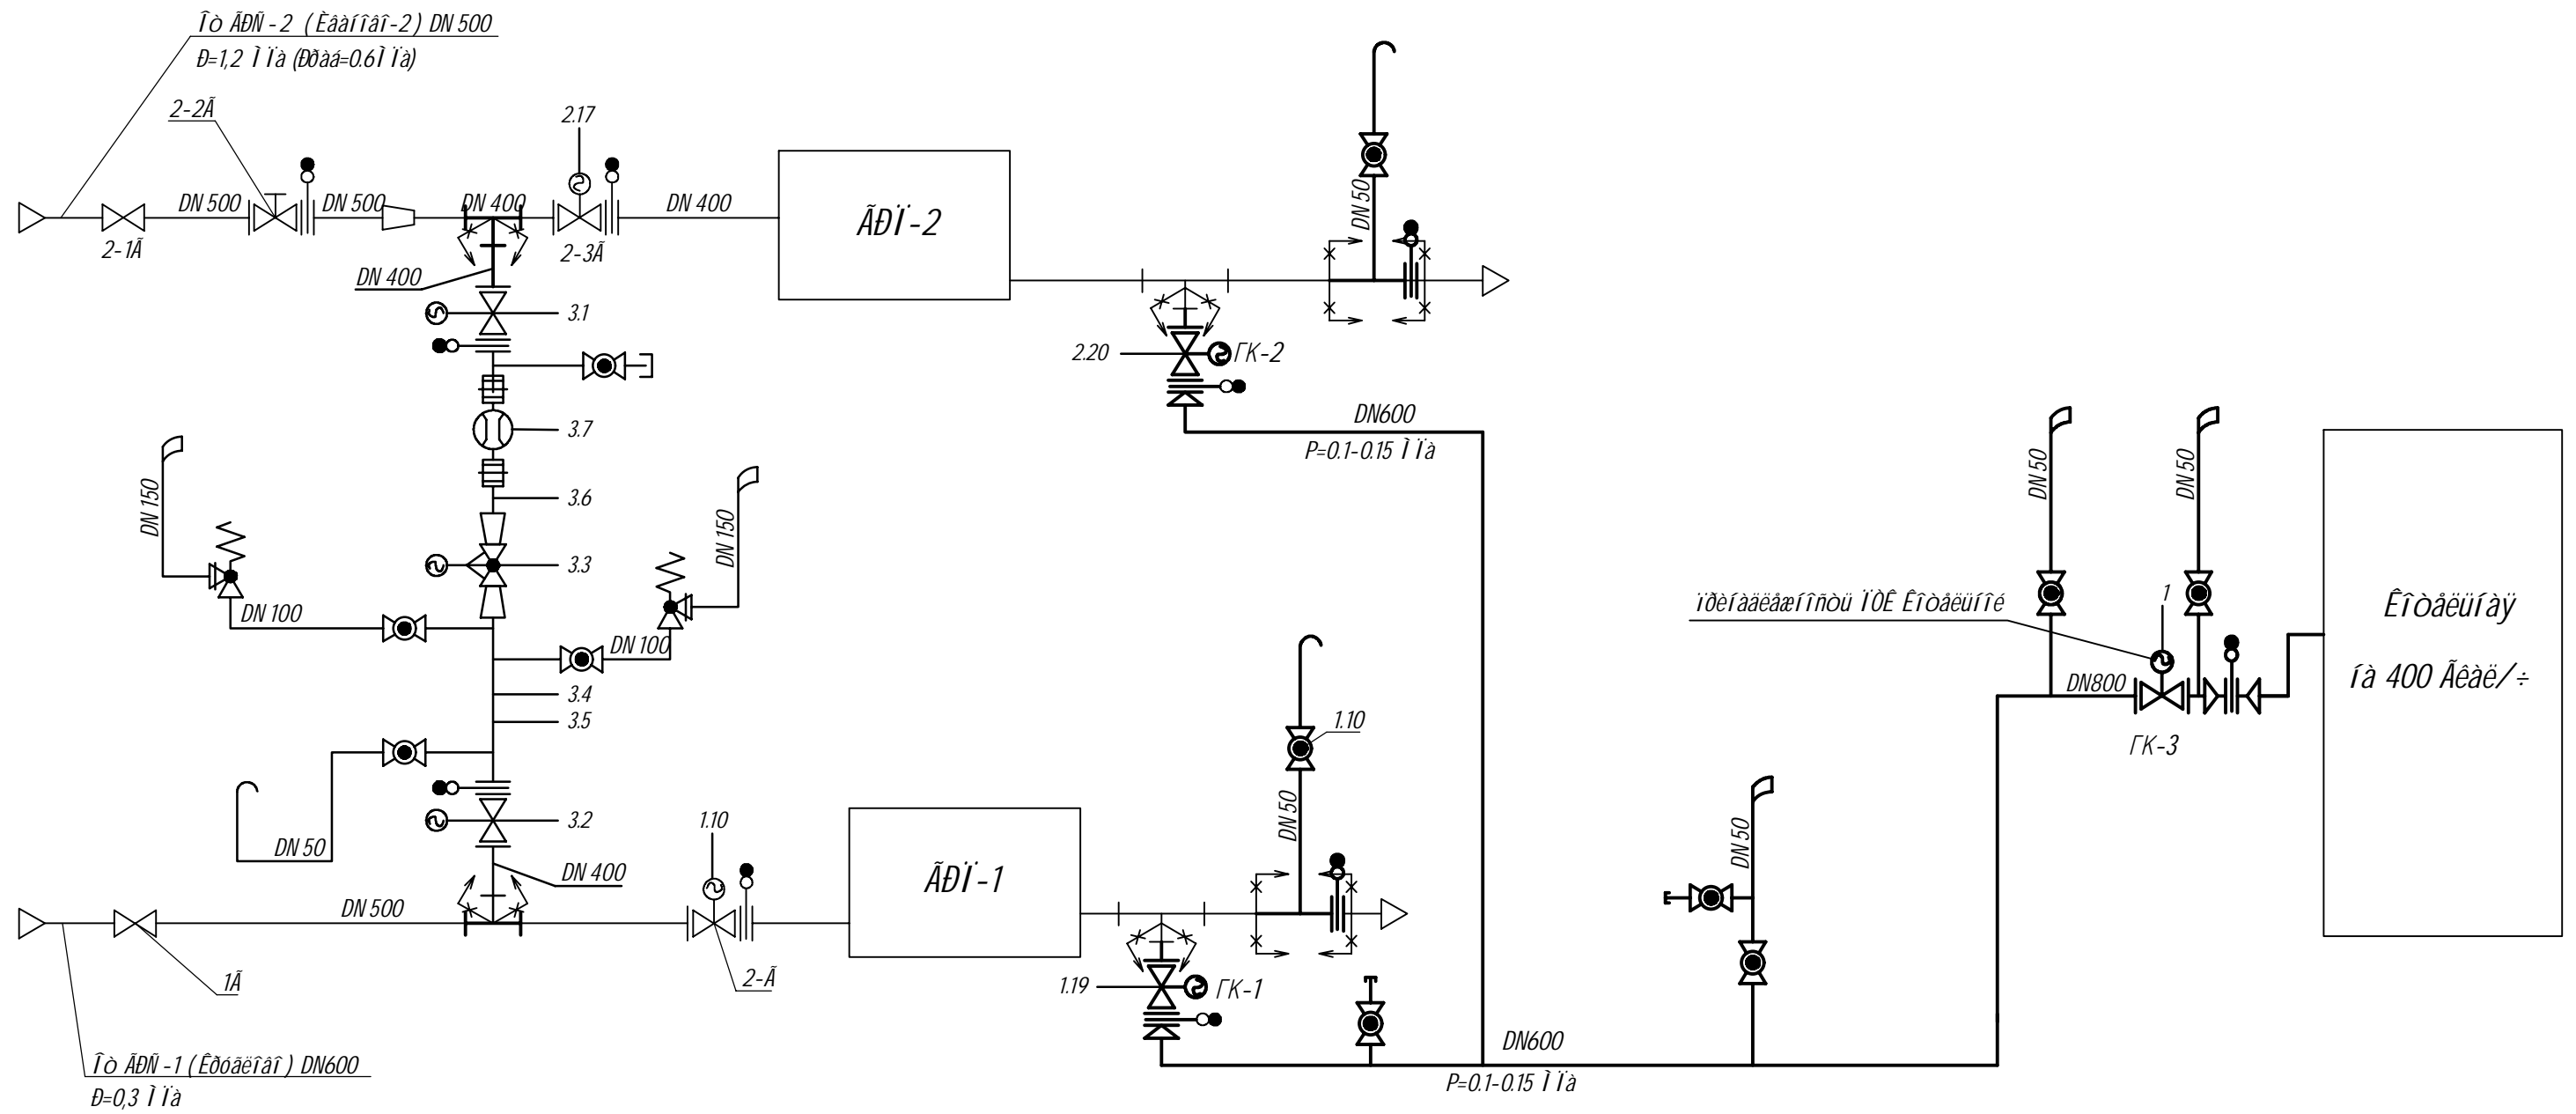 Îò ÃÐÑ-2 (Èâàíîâî-2) DN 500
Ð=1,2 ÌÏà (Ððàá=0.6ÌÏà)
2-2Ã
2.17
DN 500
DN 500
DN 400
DN 400
2-1Ã
2-3Ã
ÃÐÏ-2
DN 50
DN 400
3.1
2.20
ГК-2
DN600
P=0.1-0.15 ÌÏà
3.7
3.6
DN 150
DN 150
3.3
DN 100
DN 100
3.4
3.5
DN 50
3.2
DN 400
1.10
DN 500
2-Ã
1Ã
Îò ÃÐÑ-1 (Êðóãëîâî) DN600
Ð=0,3 ÌÏà
ÃÐÏ-1
1.10
DN 50
1.19
ГК-1
DN600
P=0.1-0.15 ÌÏà
DN 50
DN 50
DN 50
ïðèíàäëåæíîñòü ÏÒÊ Êîòåëüíîé
1
DN800
ГК-3
Êîòåëüíàÿ
íà 400 Ãêàë/÷